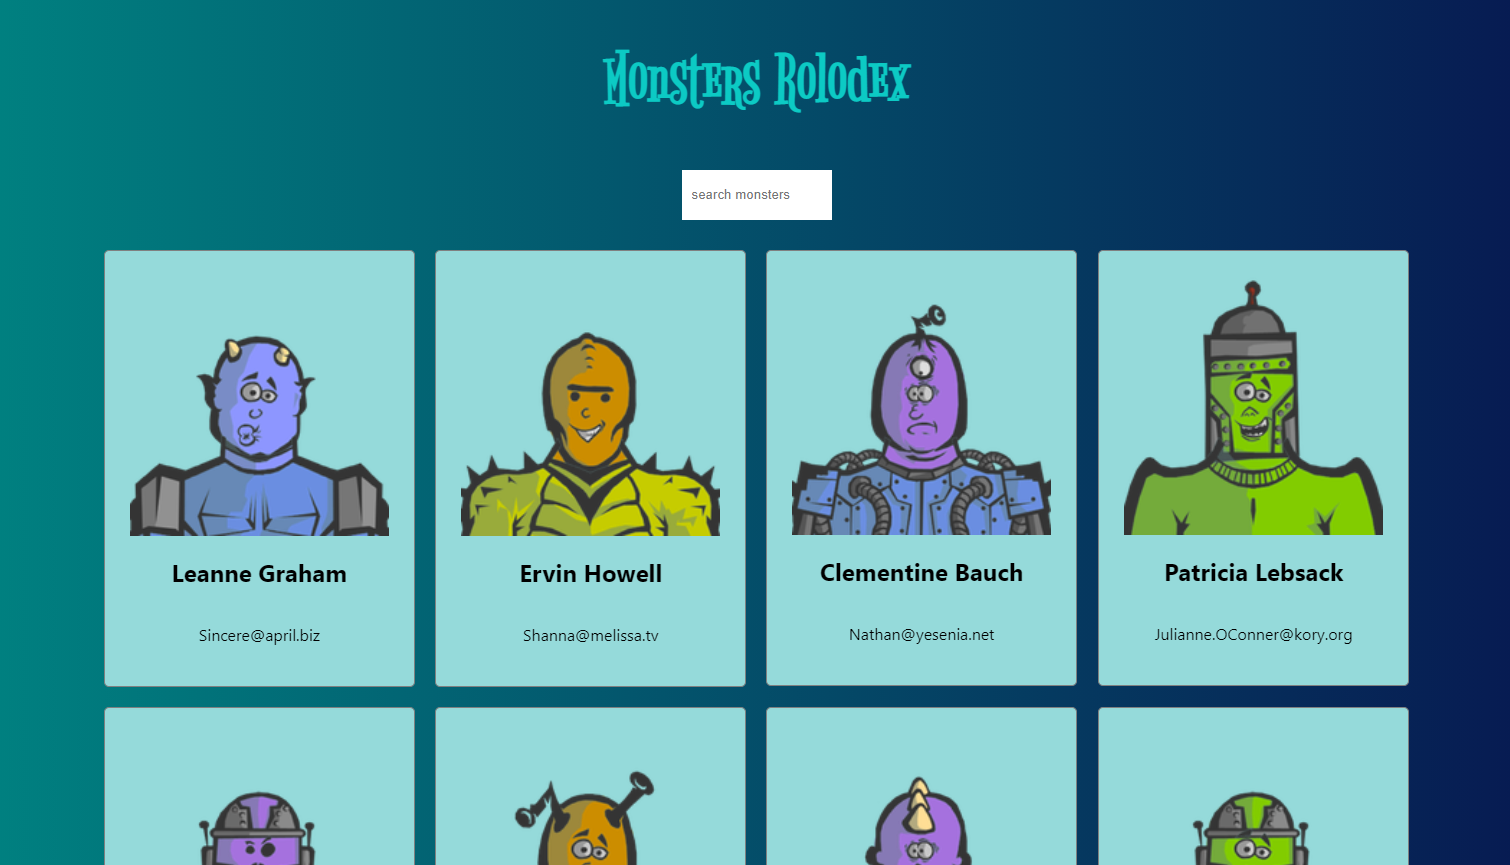 Monsters Rolodex
search monsters
Leanne Graham
Ervin Howell
Clementine Bauch
Patricia Lebsack
Sincere@april.biz
Shanna@melissa.tv
Nathan@yesenia.net
Julianne.OConner@kory.org